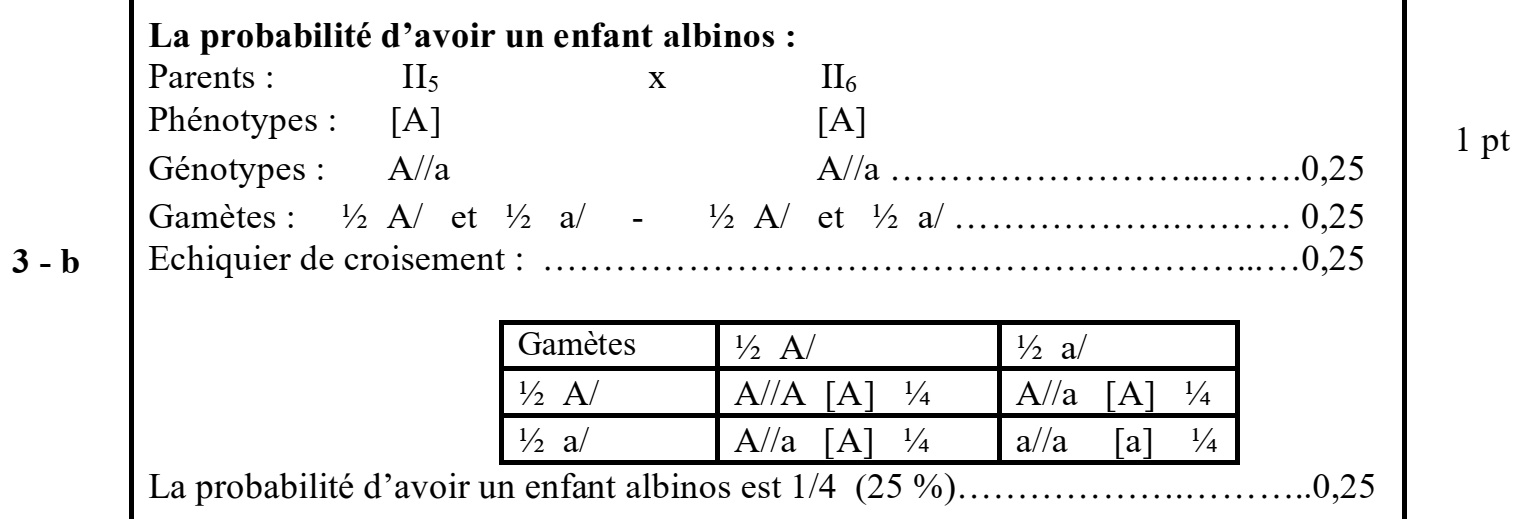 La probabilité d'avoir un enfant albinos :
Parents : II₅ x II₆
Phénotypes : [A] [A]
1 pt
Génotypes : A//a A//a ……………………....…….0,25
Gamètes : ½ A/ et ½ a/ - ½ A/ et ½ a/ ………………….……… 0,25
3 - b
Echiquier de croisement : ………………………………………………………..….0,25
Gamètes ½ A/ ½ a/
½ A/ A//A [A] ¼ A//a [A] ¼
½ a/ A//a [A] ¼ a//a [a] ¼
La probabilité d'avoir un enfant albinos est 1/4 (25 %)………………..………..0,25